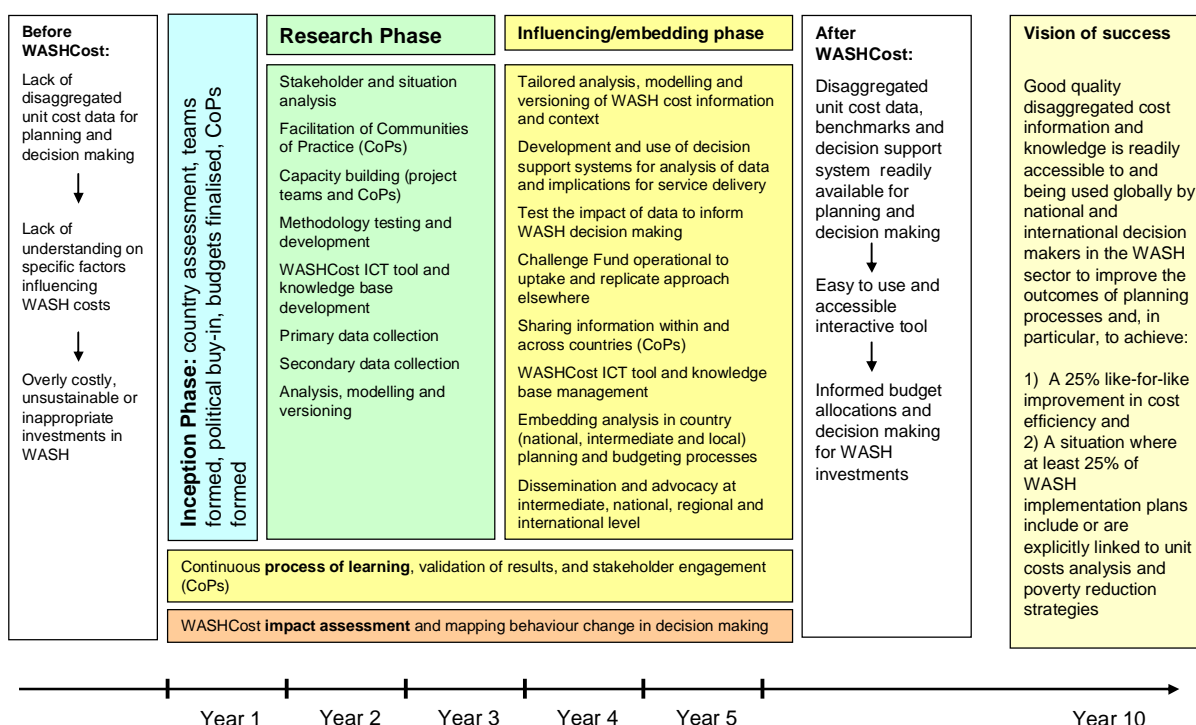 Before
WASHCost:
Lack of
disaggregated
unit cost data for
planning and
decision making
Lack of
understanding on
specific factors
influencing
WASH costs
Overly costly,
unsustainable or
inappropriate
investments in
WASH
Inception Phase: country assessment, teams
formed, political buy-in, budgets finalised, CoPs
formed
Research Phase
Stakeholder and situation
analysis
Facilitation of Communities
of Practice (CoPs)
Capacity building (project
teams and CoPs)
Methodology testing and
development
WASHCost ICT tool and
knowledge base
development
Primary data collection
Secondary data collection
Analysis, modelling and
versioning
Influencing/embedding phase
Tailored analysis, modelling and
versioning of WASH cost information
and context
Development and use of decision
support systems for analysis of data
and implications for service delivery
Test the impact of data to inform
WASH decision making
Challenge Fund operational to
uptake and replicate approach
elsewhere
Sharing information within and
across countries (CoPs)
WASHCost ICT tool and knowledge
base management
Embedding analysis in country
(national, intermediate and local)
planning and budgeting processes
Dissemination and advocacy at
intermediate, national, regional and
international level
Continuous process of learning, validation of results, and stakeholder engagement
(CoPs)
WASHCost impact assessment and mapping behaviour change in decision making
After
WASHCost:
Disaggregated
unit cost data,
benchmarks and
decision support
system readily
available for
planning and
decision making
Easy to use and
accessible
interactive tool
Informed budget
allocations and
decision making
for WASH
investments
Vision of success
Good quality
disaggregated cost
information and
knowledge is readily
accessible to and
being used globally by
national and
international decision
makers in the WASH
sector to improve the
outcomes of planning
processes and, in
particular, to achieve:
1) A 25% like-for-like
improvement in cost
efficiency and
2) A situation where
at least 25% of
WASH
implementation plans
include or are
explicitly linked to unit
costs analysis and
poverty reduction
strategies
Year 1
Year 2
Year 3
Year 4
Year 5
Year 10